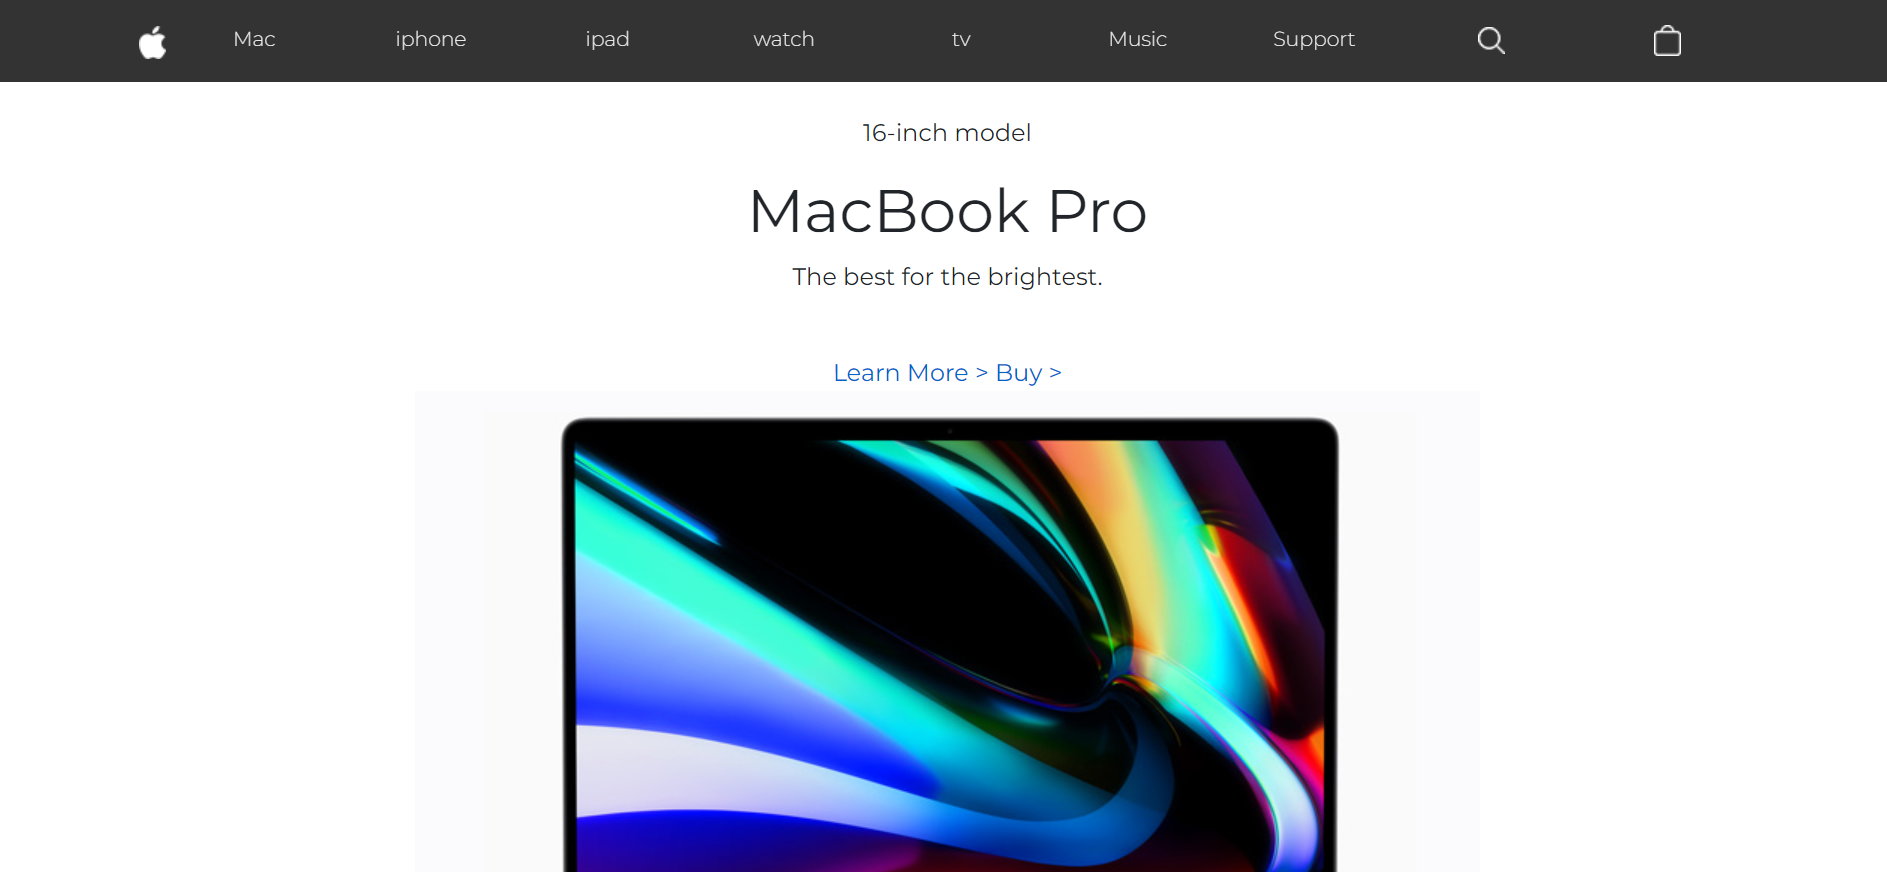 Mac iphone ipad watch tv Music Support
16-inch model
MacBook Pro
The best for the brightest.
Learn More > Buy >